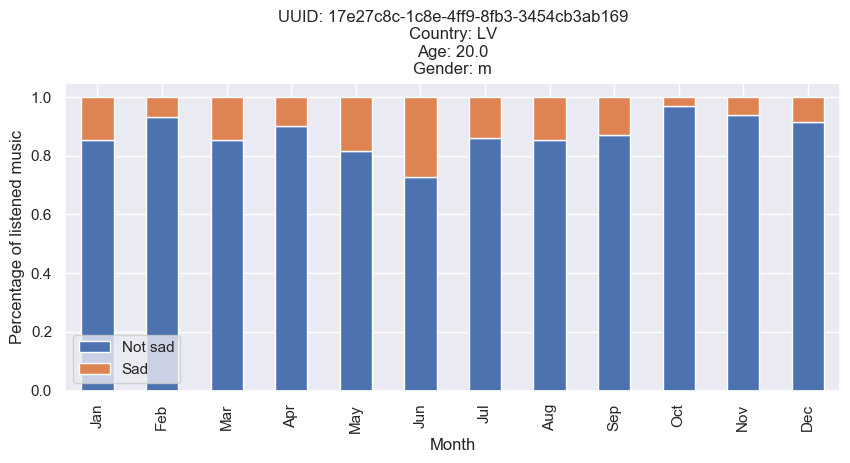 UUID: 17e27c8c-1c8e-4ff9-8fb3-3454cb3ab169
Country: LV
Age: 20.0
Gender: m
Percentage of listened music
1.0
0.8
0.6
0.4
0.2
0.0
Not sad
Sad
Jan
Feb
Mar
Apr
May
Jun
Jul
Aug
Sep
Oct
Nov
Dec
Month